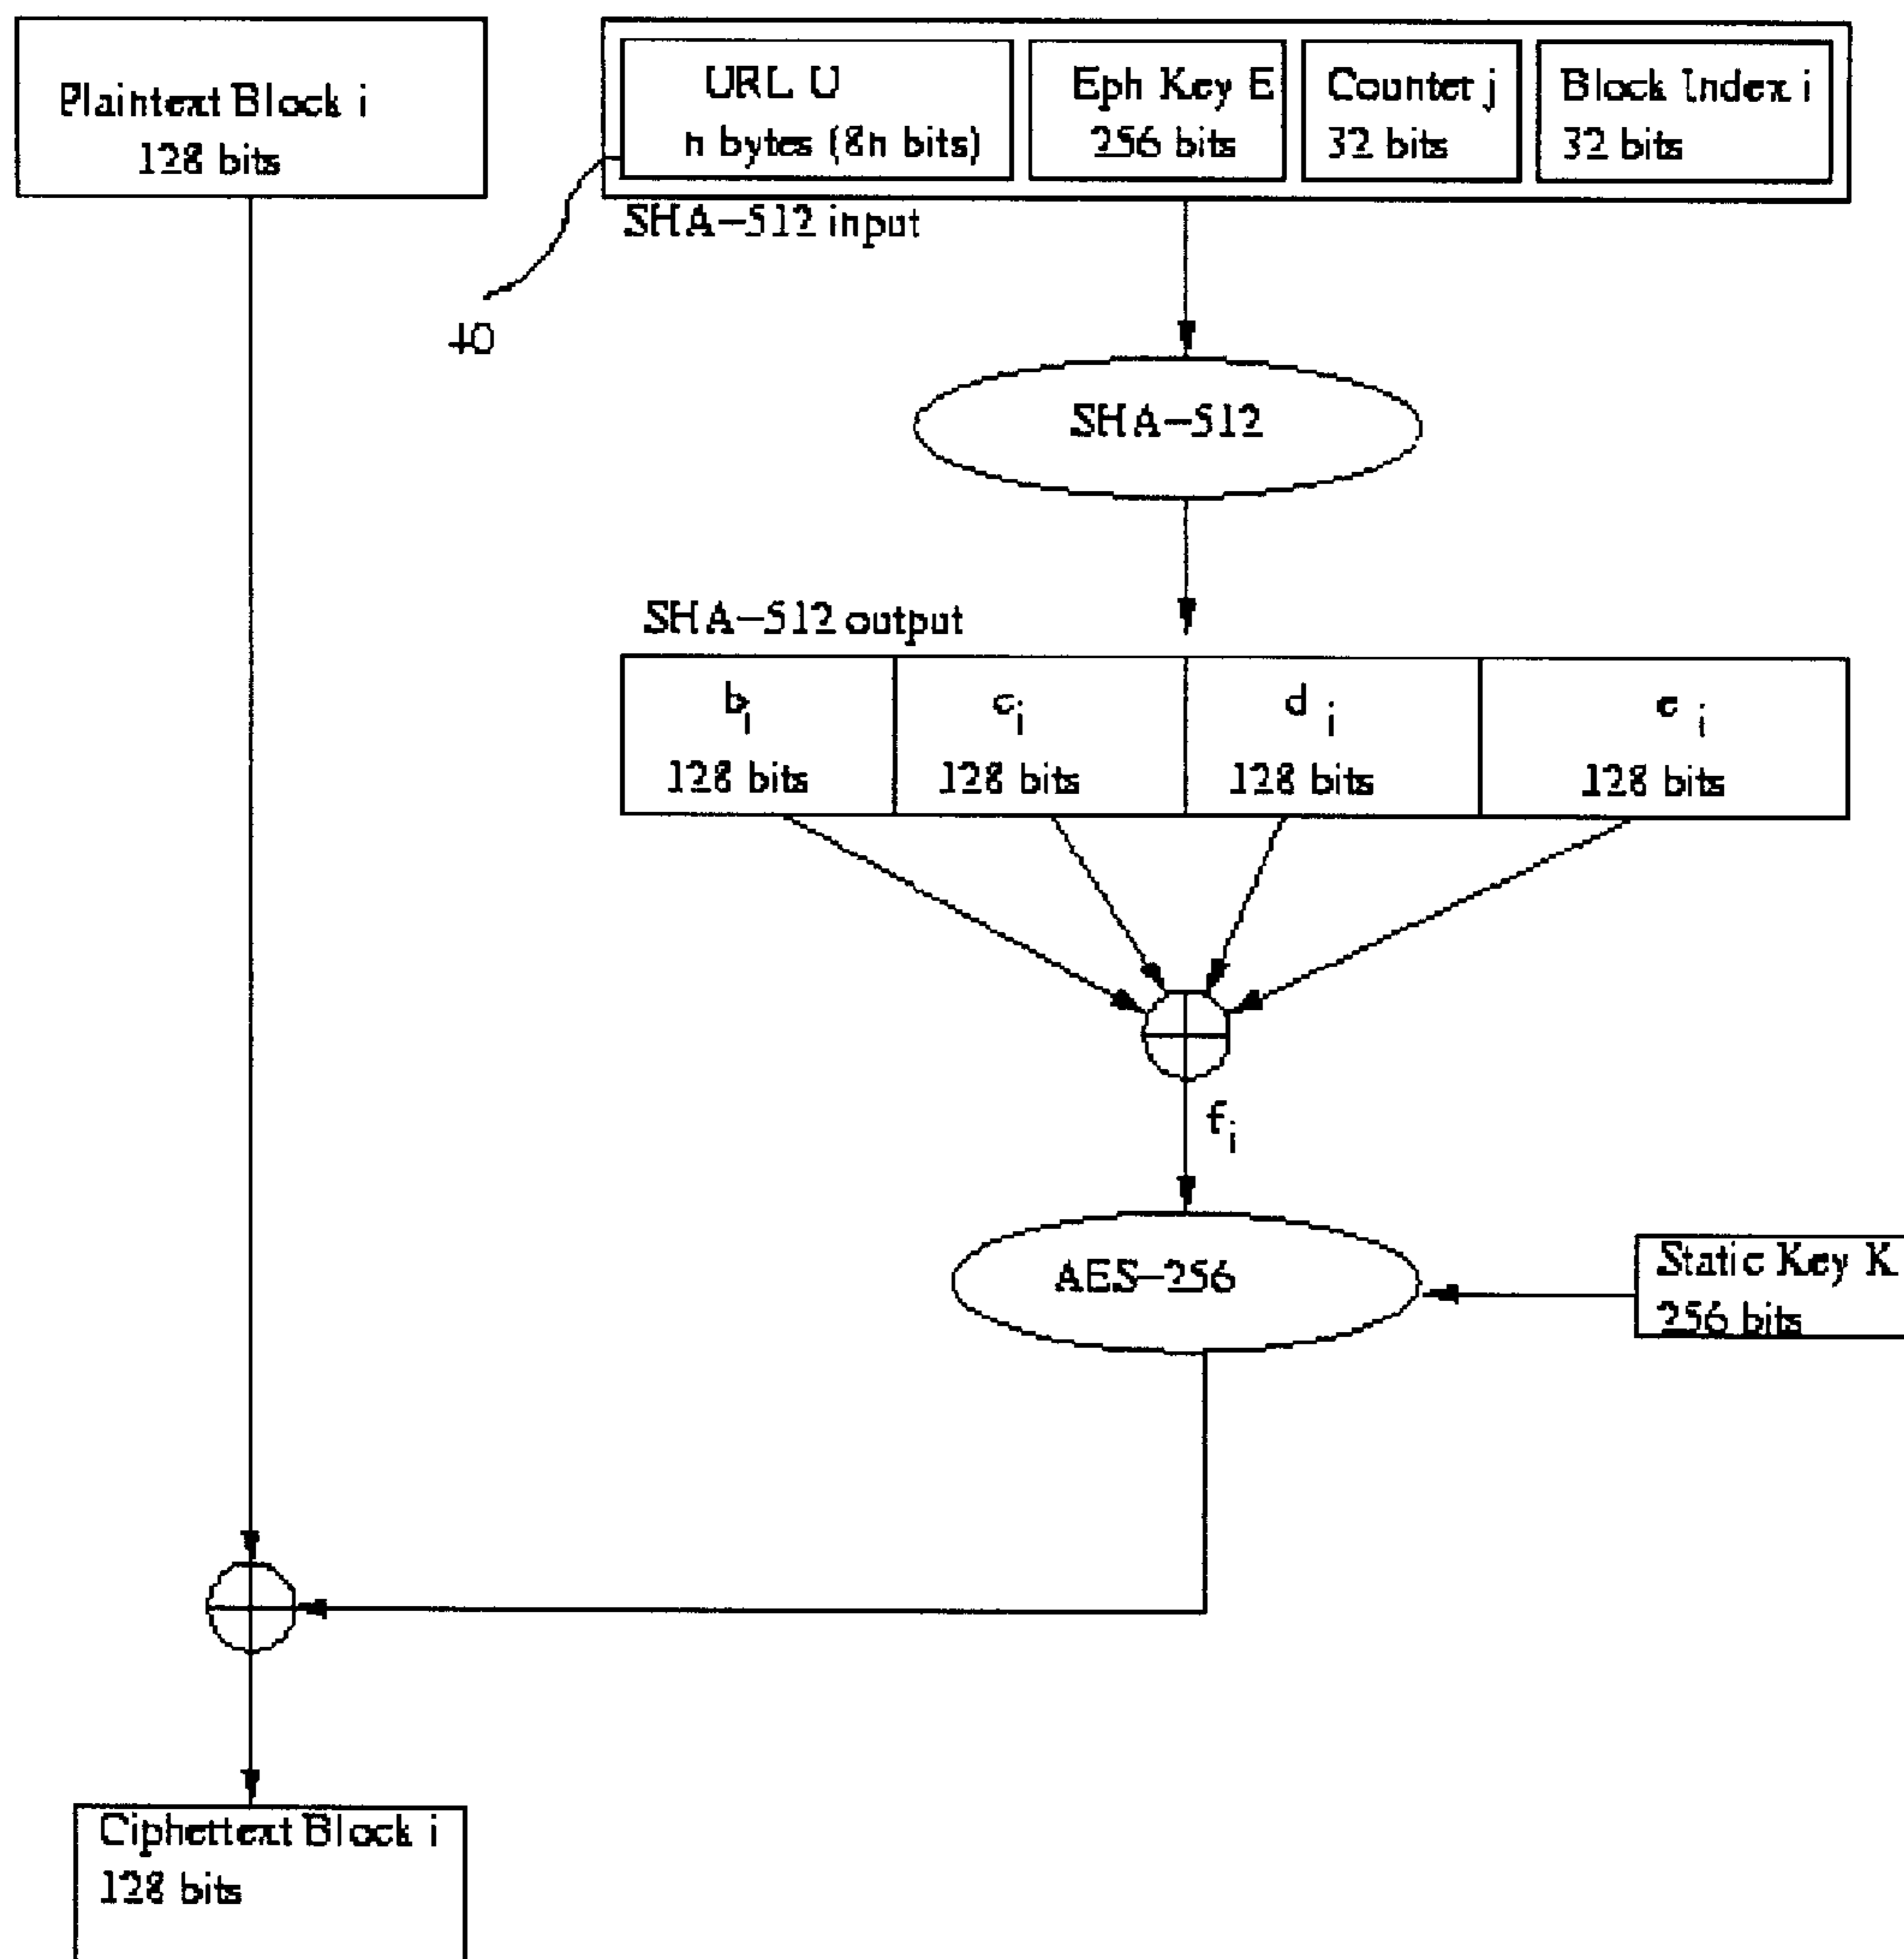 Plaintext Block i
128 bits
URL U
n bytes (8n bits)
Eph Key E
256 bits
Counter j
32 bits
Block Index i
32 bits
SHA-512 input
40
SHA-512
SHA-512 output
b i
128 bits
c i
128 bits
d i
128 bits
e i
128 bits
f i
AES-256
Static Key K
256 bits
Ciphertext Block i
128 bits